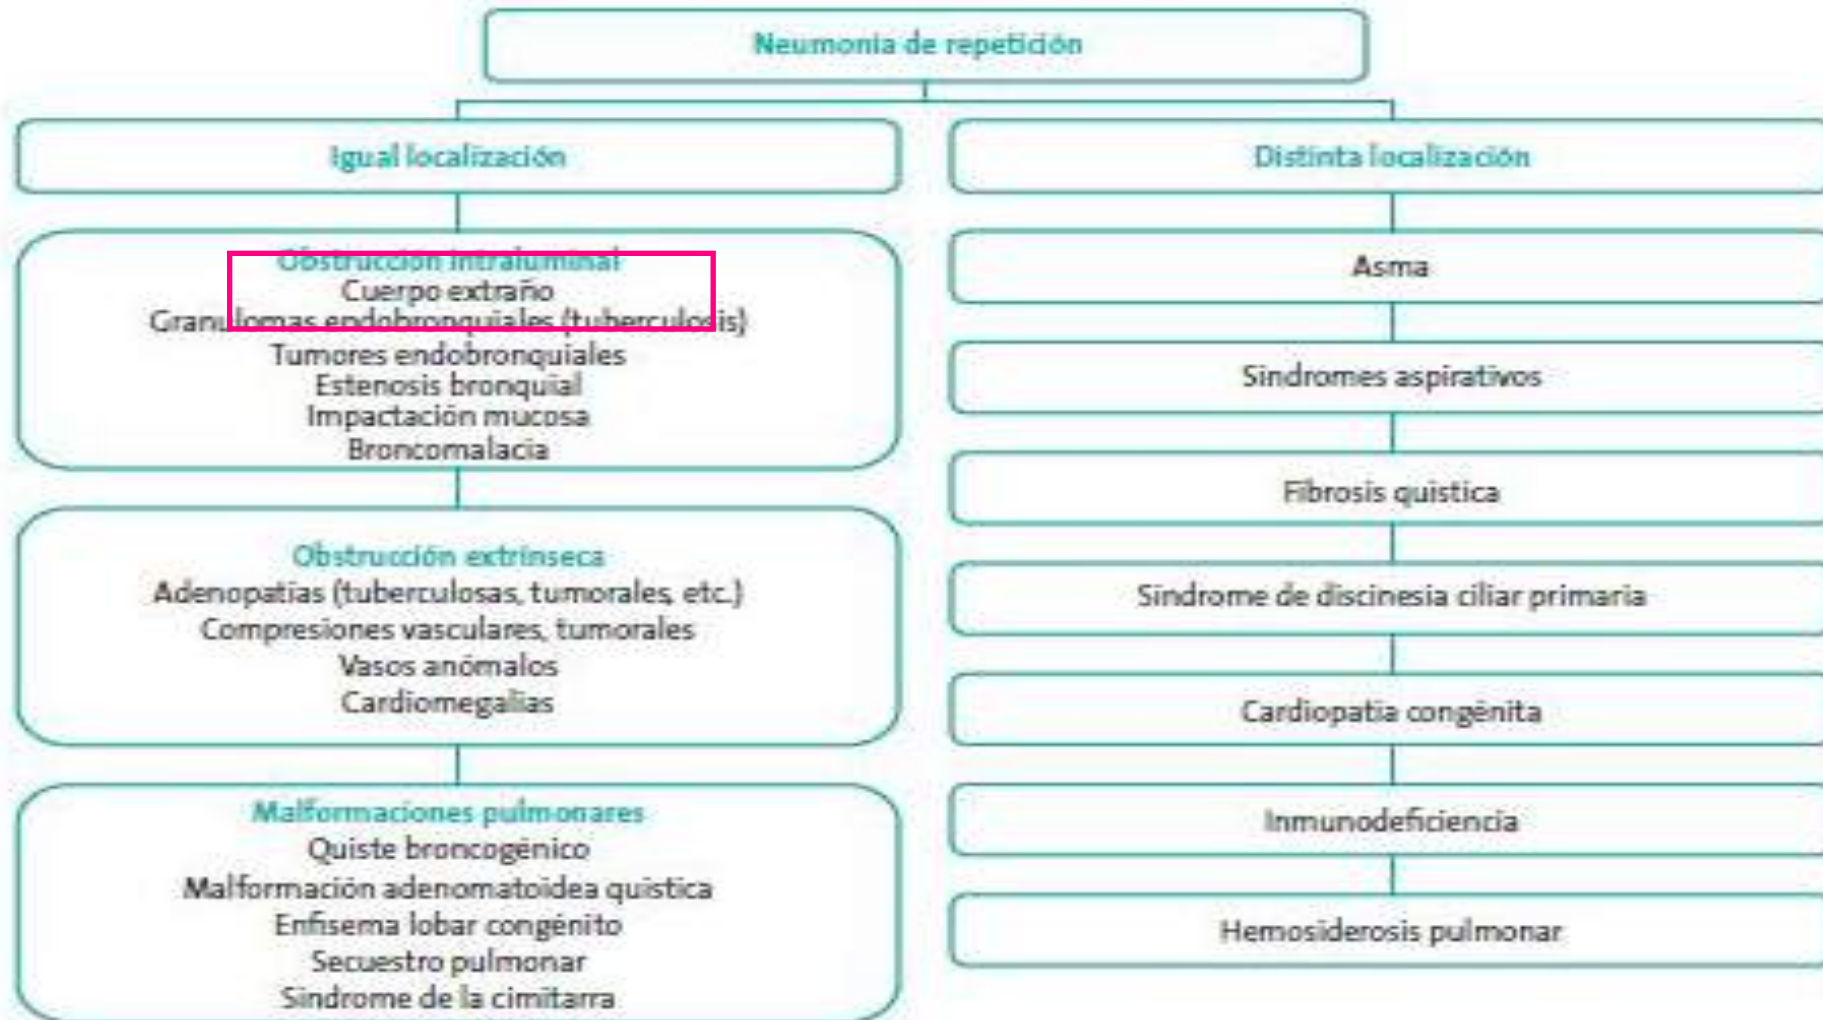 Neumonía de repetición
Igual localización
Obstrucción intraluminal
Cuerpo extraño
Granulomas endobronquiales (tuberculosis)
Tumores endobronquiales
Estenosis bronquial
Impactación mucosa
Broncomalacia
Obstrucción extrínseca
Adenopatías (tuberculosas, tumorales, etc.)
Compresiones vasculares, tumorales
Vasos anómalos
Cardiomegalias
Malformaciones pulmonares
Quiste broncogénico
Malformación adenomatoidea quística
Enfisema lobar congénito
Secuestro pulmonar
Síndrome de la cimitarra
Distinta localización
Asma
Síndromes aspirativos
Fibrosis quística
Síndrome de discinesia ciliar primaria
Cardiopatía congénita
Inmunodeficiencia
Hemosiderosis pulmonar